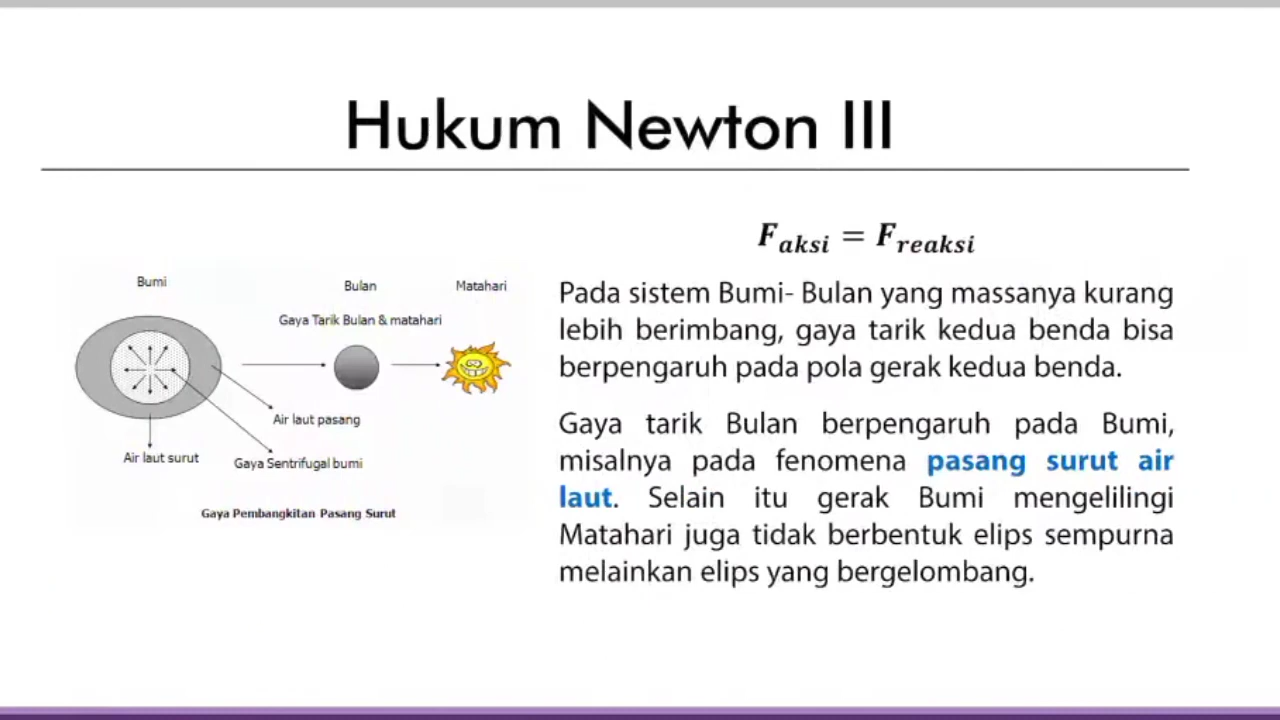 Hukum Newton III
F aksi = F reaksi
Bumi
Bulan
Matahari
Gaya Tarik Bulan & matahari
Air laut pasang
Air laut surut
Gaya Sentrifugal bumi
Gaya Pembangkitan Pasang Surut
Pada sistem Bumi- Bulan yang massanya kurang
lebih berimbang, gaya tarik kedua benda bisa
berpengaruh pada pola gerak kedua benda.
Gaya tarik Bulan berpengaruh pada Bumi,
misalnya pada fenomena pasang surut air
laut. Selain itu gerak Bumi mengelilingi
Matahari juga tidak berbentuk elips sempurna
melainkan elips yang bergelombang.